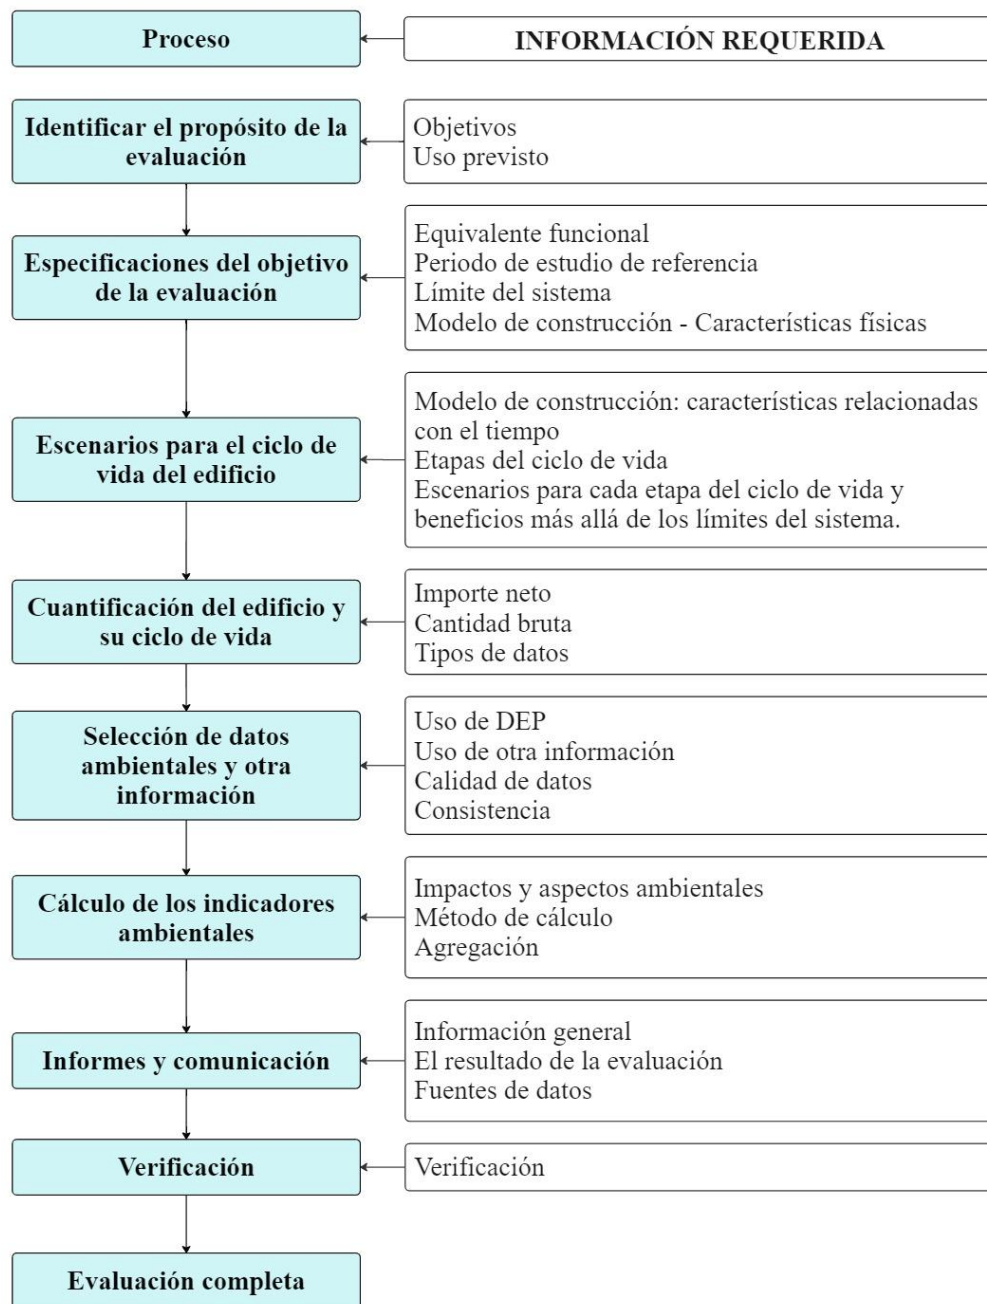 Proceso
INFORMACIÓN REQUERIDA
Identificar el propósito de la
evaluación
Objetivos
Uso previsto
Especificaciones del objetivo
de la evaluación
Equivalente funcional
Periodo de estudio de referencia
Límite del sistema
Modelo de construcción - Características físicas
Escenarios para el ciclo de
vida del edificio
Modelo de construcción: características relacionadas
con el tiempo
Etapas del ciclo de vida
Escenarios para cada etapa del ciclo de vida y
beneficios más allá de los límites del sistema.
Cuantificación del edificio y
su ciclo de vida
Importe neto
Cantidad bruta
Tipos de datos
Selección de datos
ambientales y otra
información
Uso de DEP
Uso de otra información
Calidad de datos
Consistencia
Cálculo de los indicadores
ambientales
Impactos y aspectos ambientales
Método de cálculo
Agregación
Informes y comunicación
Información general
El resultado de la evaluación
Fuentes de datos
Verificación
Verificación
Evaluación completa